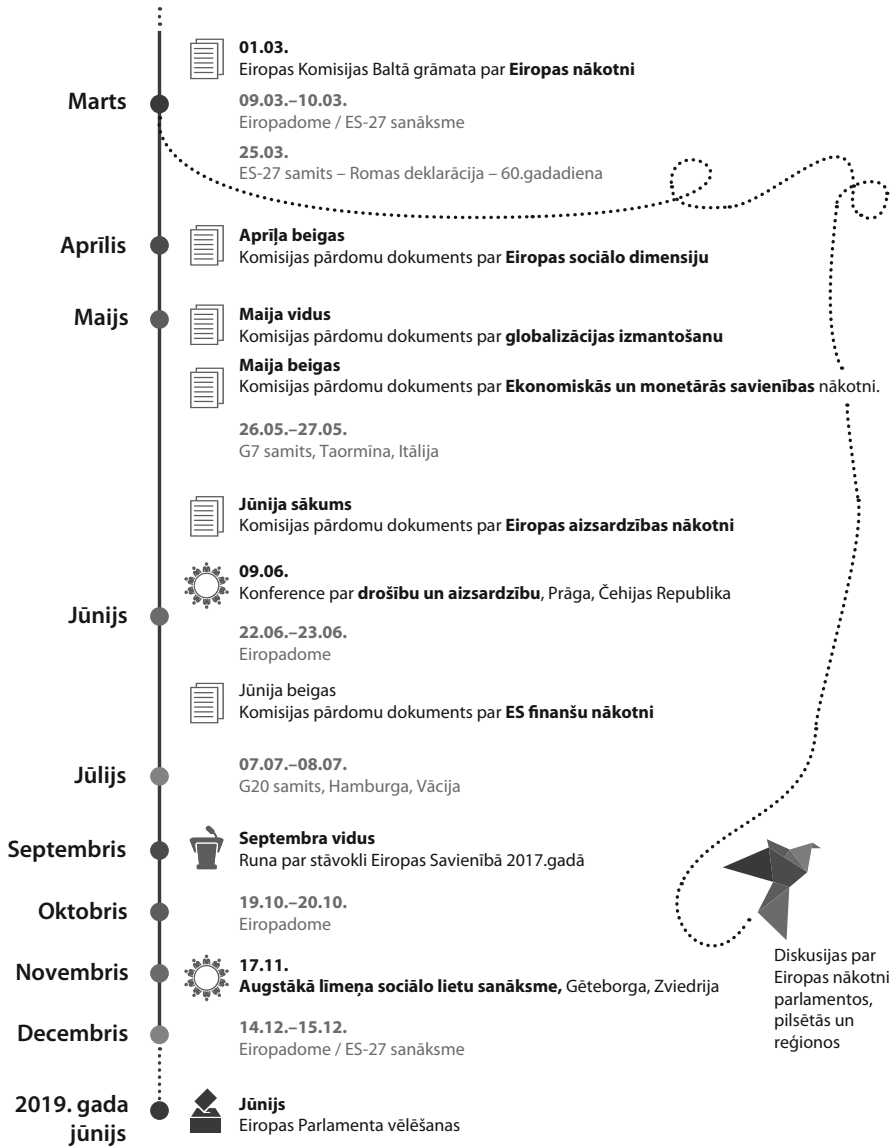 Marts
01.03.
Eiropas Komisijas Baltā grāmata par Eiropas nākotni
09.03.–10.03.
Eiropadome / ES-27 sanāksme
25.03.
ES-27 samits – Romas deklarācija – 60.gadadiena
Aprīlis
Aprīļa beigas
Komisijas pārdomu dokuments par Eiropas sociālo dimensiju
Maijs
Maija vidus
Komisijas pārdomu dokuments par globalizācijas izmantošanu
Maija beigas
Komisijas pārdomu dokuments par Ekonomiskās un monetārās savienības nākotni.
26.05.–27.05.
G7 samits, Taormīna, Itālija
Jūnija sākums
Komisijas pārdomu dokuments par Eiropas aizsardzības nākotni
Jūnijs
09.06.
Konference par drošību un aizsardzību, Prāga, Čehijas Republika
22.06.–23.06.
Eiropadome
Jūnija beigas
Komisijas pārdomu dokuments par ES finanšu nākotni
Jūlijs
07.07.–08.07.
G20 samits, Hamburga, Vācija
Septembris
Septembra vidus
Runa par stāvokli Eiropas Savienībā 2017.gadā
Oktobris
19.10.–20.10.
Eiropadome
Novembris
17.11.
Augstākā līmeņa sociālo lietu sanāksme, Gēteborga, Zviedrija
Decembris
14.12.–15.12.
Eiropadome / ES-27 sanāksme
2019. gada
jūnijs
Jūnijs
Eiropas Parlamenta vēlēšanas
Diskusijas par
Eiropas nākotni
parlamentos,
pilsētās un
reģionos